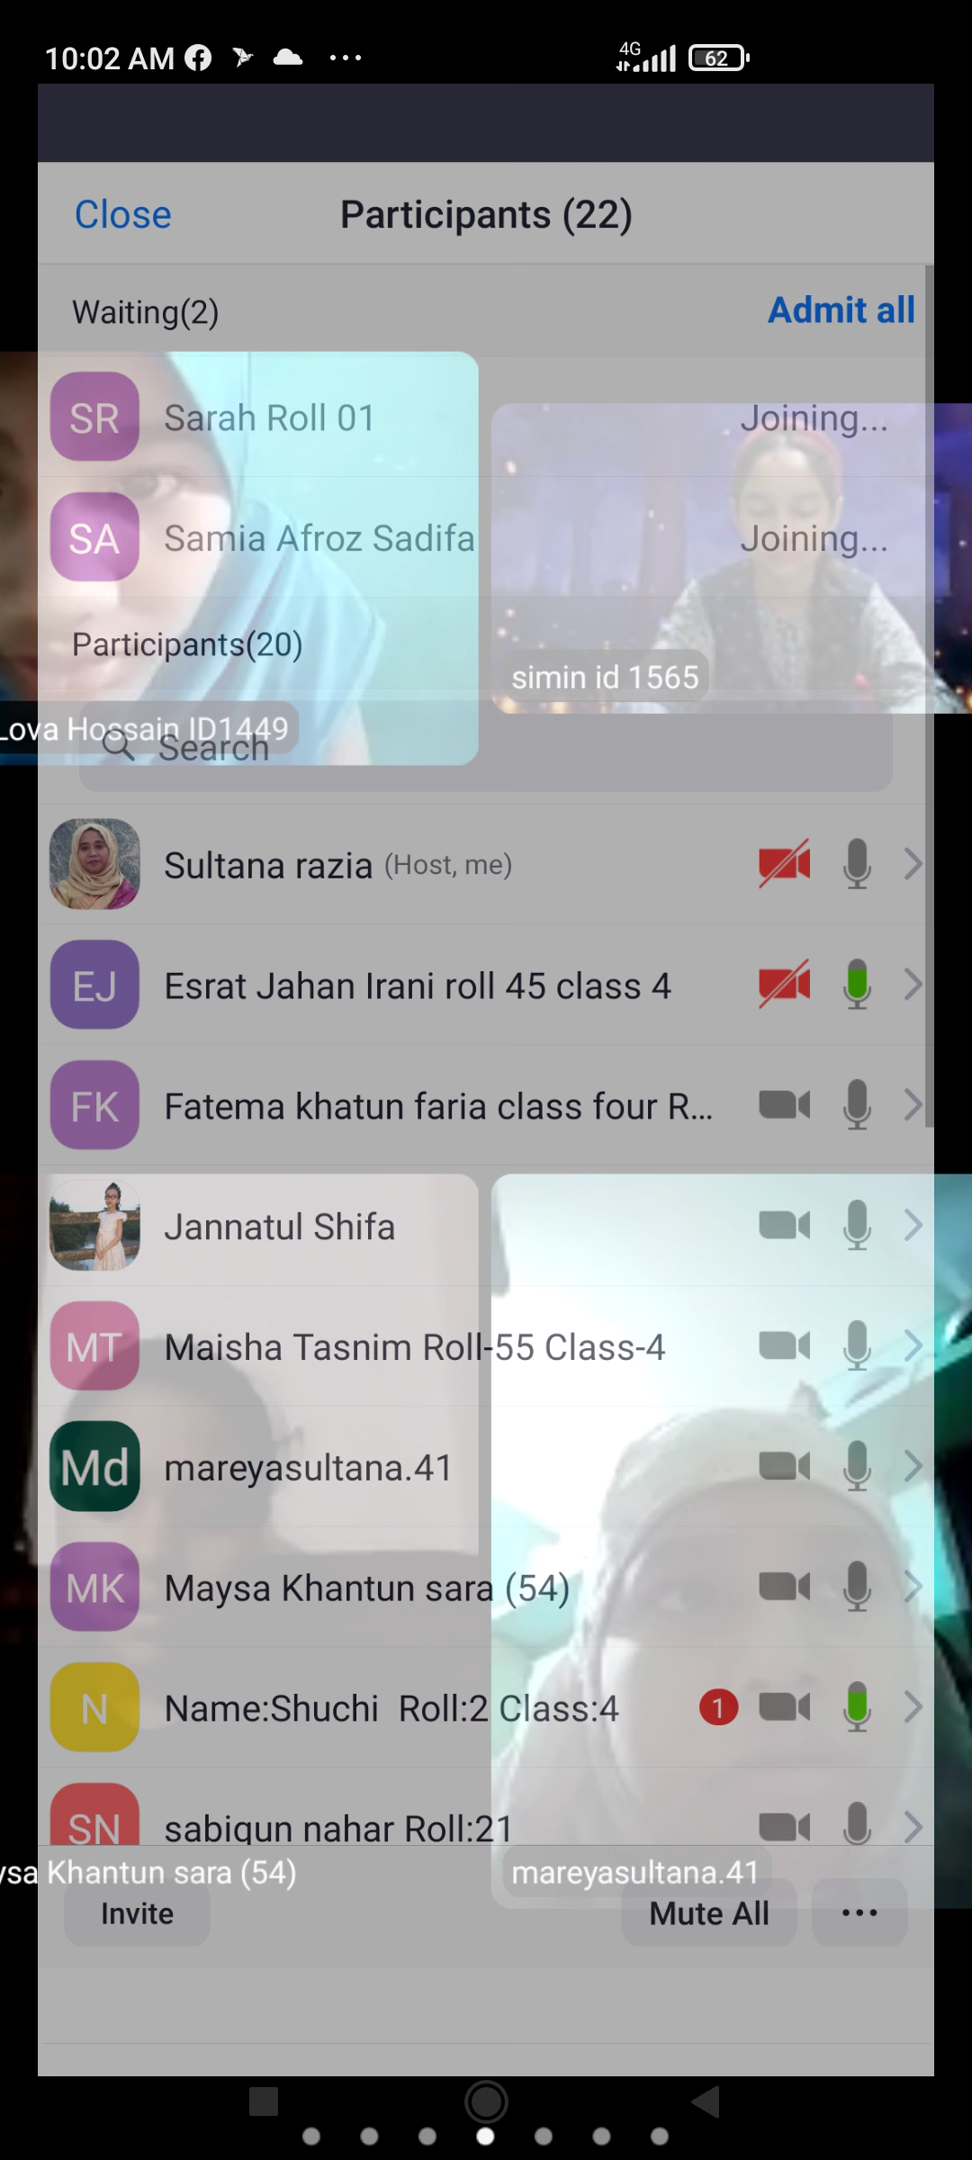 10:02 AM
4G
62
Close
Participants (22)
Waiting(2)
Admit all
SR
Sarah Roll 01
Joining...
SA
Samia Afroz Sadifa
Joining...
Participants(20)
simin id 1565
Lova Hossain ID1449
Search
Sultana razia (Host, me)
EJ
Esrat Jahan Irani roll 45 class 4
FK
Fatema khatun faria class four R...
Jannatul Shifa
MT
Maisha Tasnim Roll-55 Class-4
Md
mareyasultana.41
MK
Maysa Khantun sara (54)
N
Name:Shuchi  Roll:2 Class:4
1
SN
sabiqun nahar Roll:21
ysa Khantun sara (54)
mareyasultana.41
Invite
Mute All
...